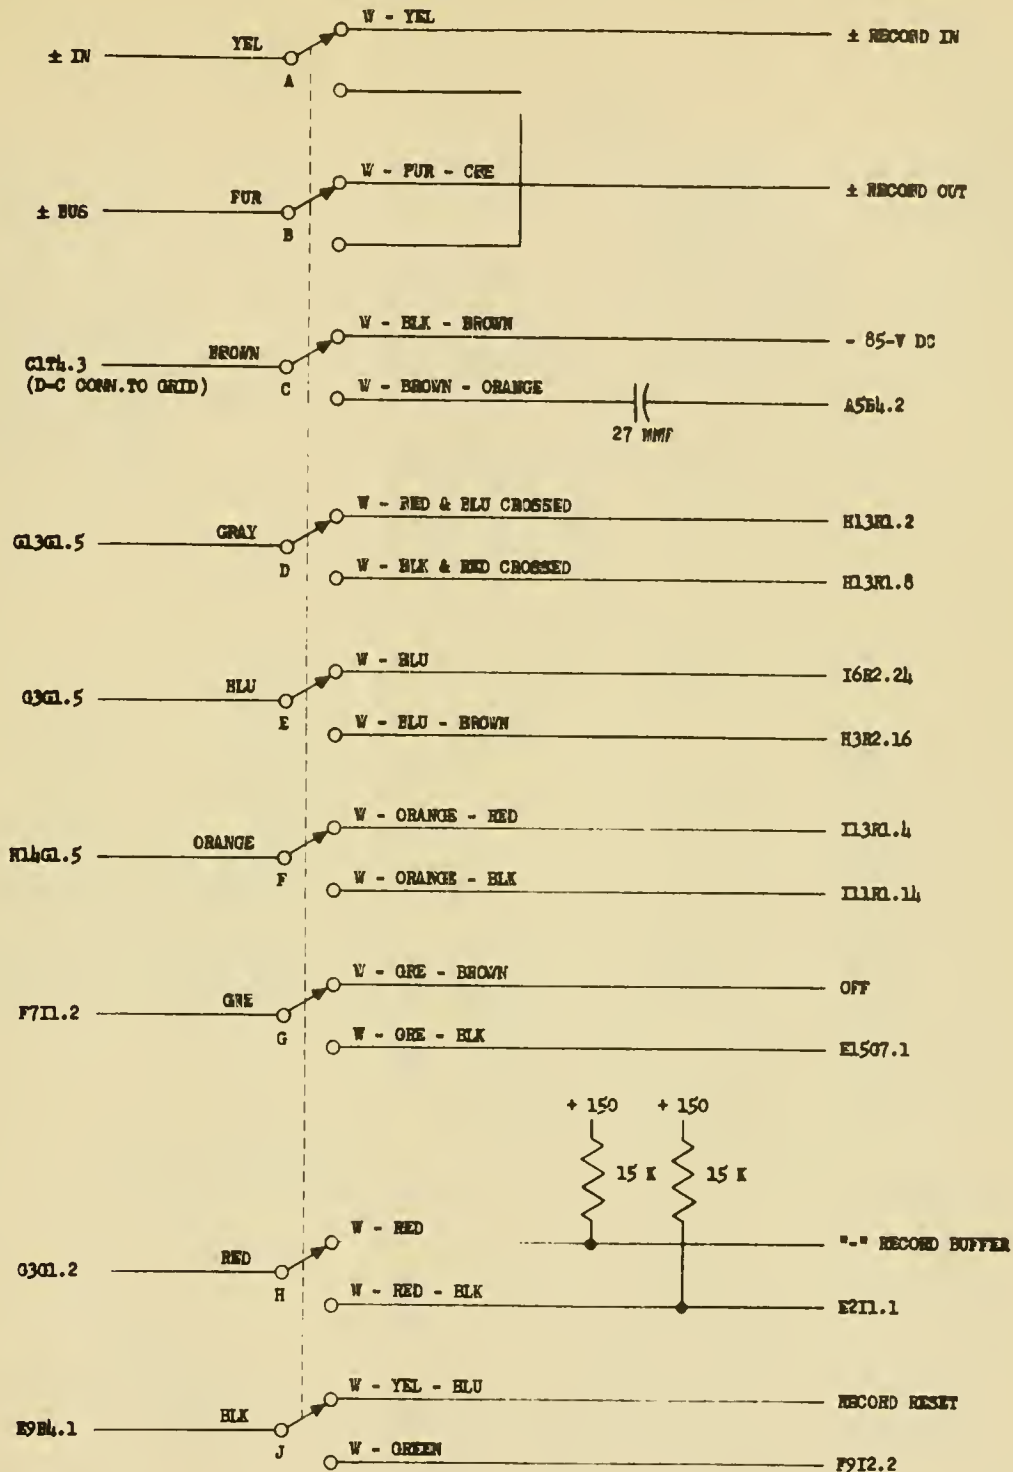 W - YEL
± IN YEL ± RECORD IN
A
W - PUR - GRE
± BUS PUR ± RECORD OUT
B
W - BLK - BROWN
C1T4.3 BROWN - 85-V DC
(D-C CONN.TO GRID) C
W - BROWN - ORANGE
A5B4.2
27 MMF
W - RED & BLU CROSSED
G13G1.5 GRAY H13R1.2
D
W - BLK & RED CROSSED
H13R1.8
W - BLU
G3G1.5 BLU I6R2.24
E
W - BLU - BROWN
H3R2.16
W - ORANGE - RED
H14G1.5 ORANGE I13R1.4
F
W - ORANGE - BLK
I11R1.14
W - GRE - BROWN
F7I1.2 GRE OFF
G
W - GRE - BLK
E15G7.1
+ 150 + 150
15 K 15 K
W - RED
G3G1.2 RED "-" RECORD BUFFER
H
W - RED - BLK
E2I1.1
W - YEL - BLU
E9B4.1 BLK RECORD RESET
J
W - GREEN
F9I2.2